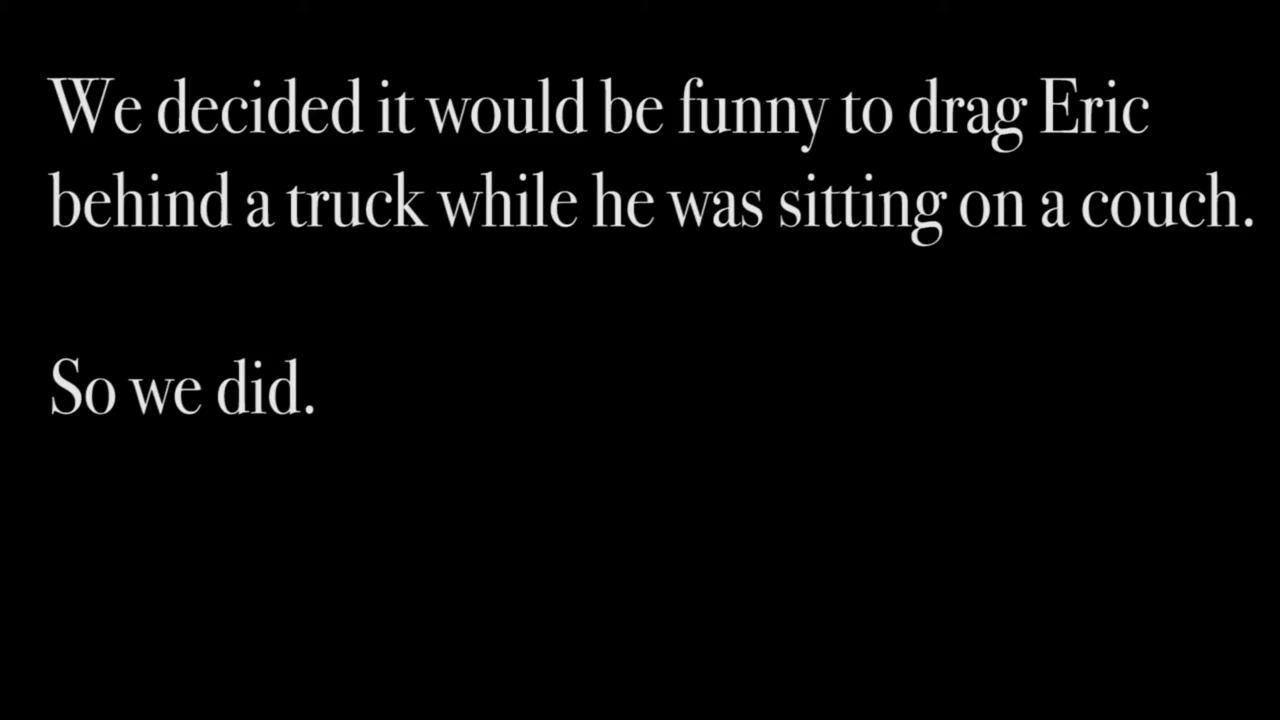 We decided it would be funny to drag Eric
behind a truck while he was sitting on a couch.
So we did.